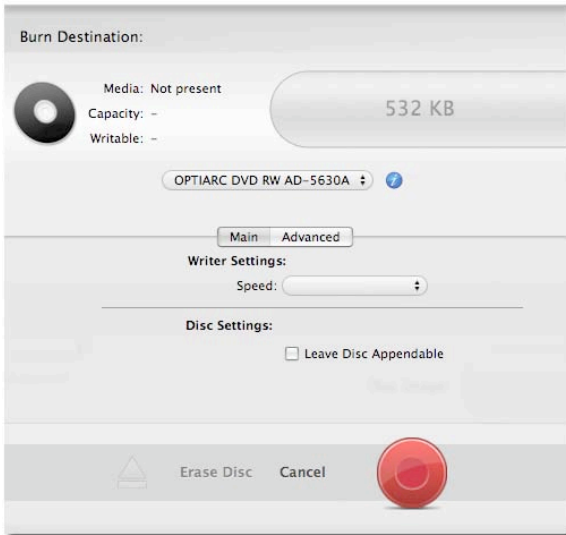 Burn Destination:
Media: Not present
Capacity: –
532 KB
Writable: –
OPTIARC DVD RW AD-5630A
Main Advanced
Writer Settings:
Speed:
Disc Settings:
Leave Disc Appendable
Erase Disc Cancel